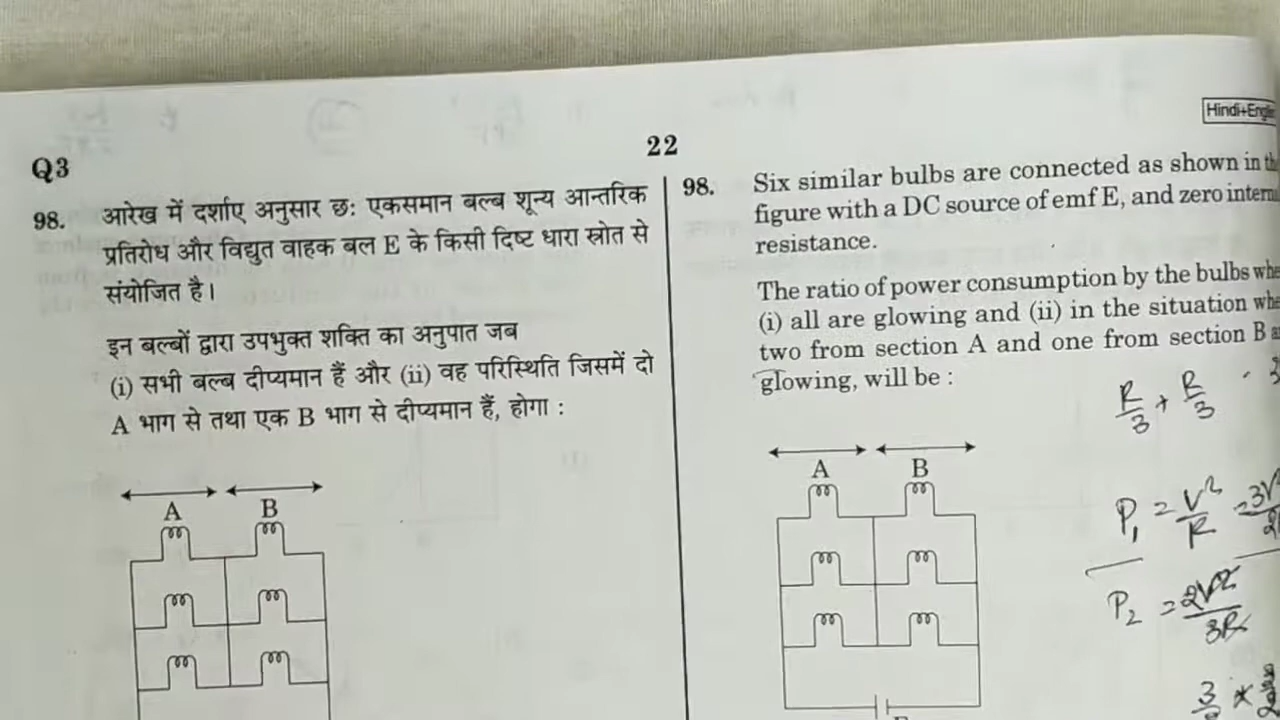 Hindi+Engli
22
Q3
98. आरेख में दर्शाए अनुसार छः एकसमान बल्ब शून्य आन्तरिक
प्रतिरोध और विद्युत वाहक बल E के किसी दिष्ट धारा स्रोत से
संयोजित है।
इन बल्बों द्वारा उपभुक्त शक्ति का अनुपात जब
(i) सभी बल्ब दीप्यमान हैं और (ii) वह परिस्थिति जिसमें दो
A भाग से तथा एक B भाग से दीप्यमान हैं, होगा :
A B
98. Six similar bulbs are connected as shown in the
figure with a DC source of emf E, and zero interna
resistance.
The ratio of power consumption by the bulbs whe
(i) all are glowing and (ii) in the situation whe
two from section A and one from section B a
glowing, will be :
A B
R/3 + R/3
P₁ = V²/R = 3V²
P₂ = 2V²/3R